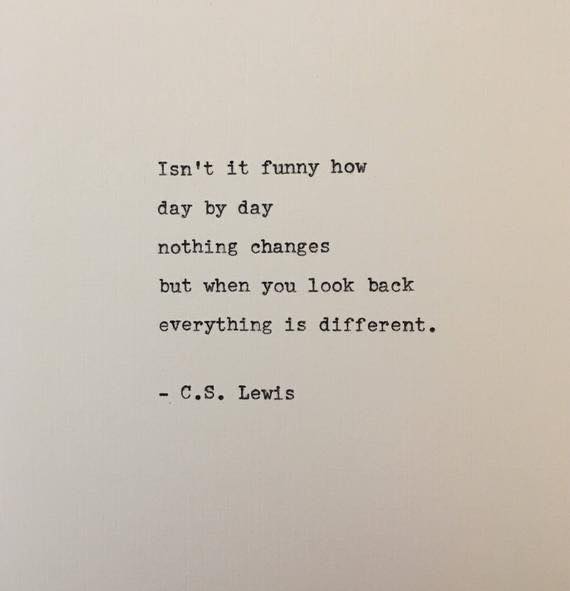 Isn't it funny how
day by day
nothing changes
but when you look back
everything is different.
- C.S. Lewis